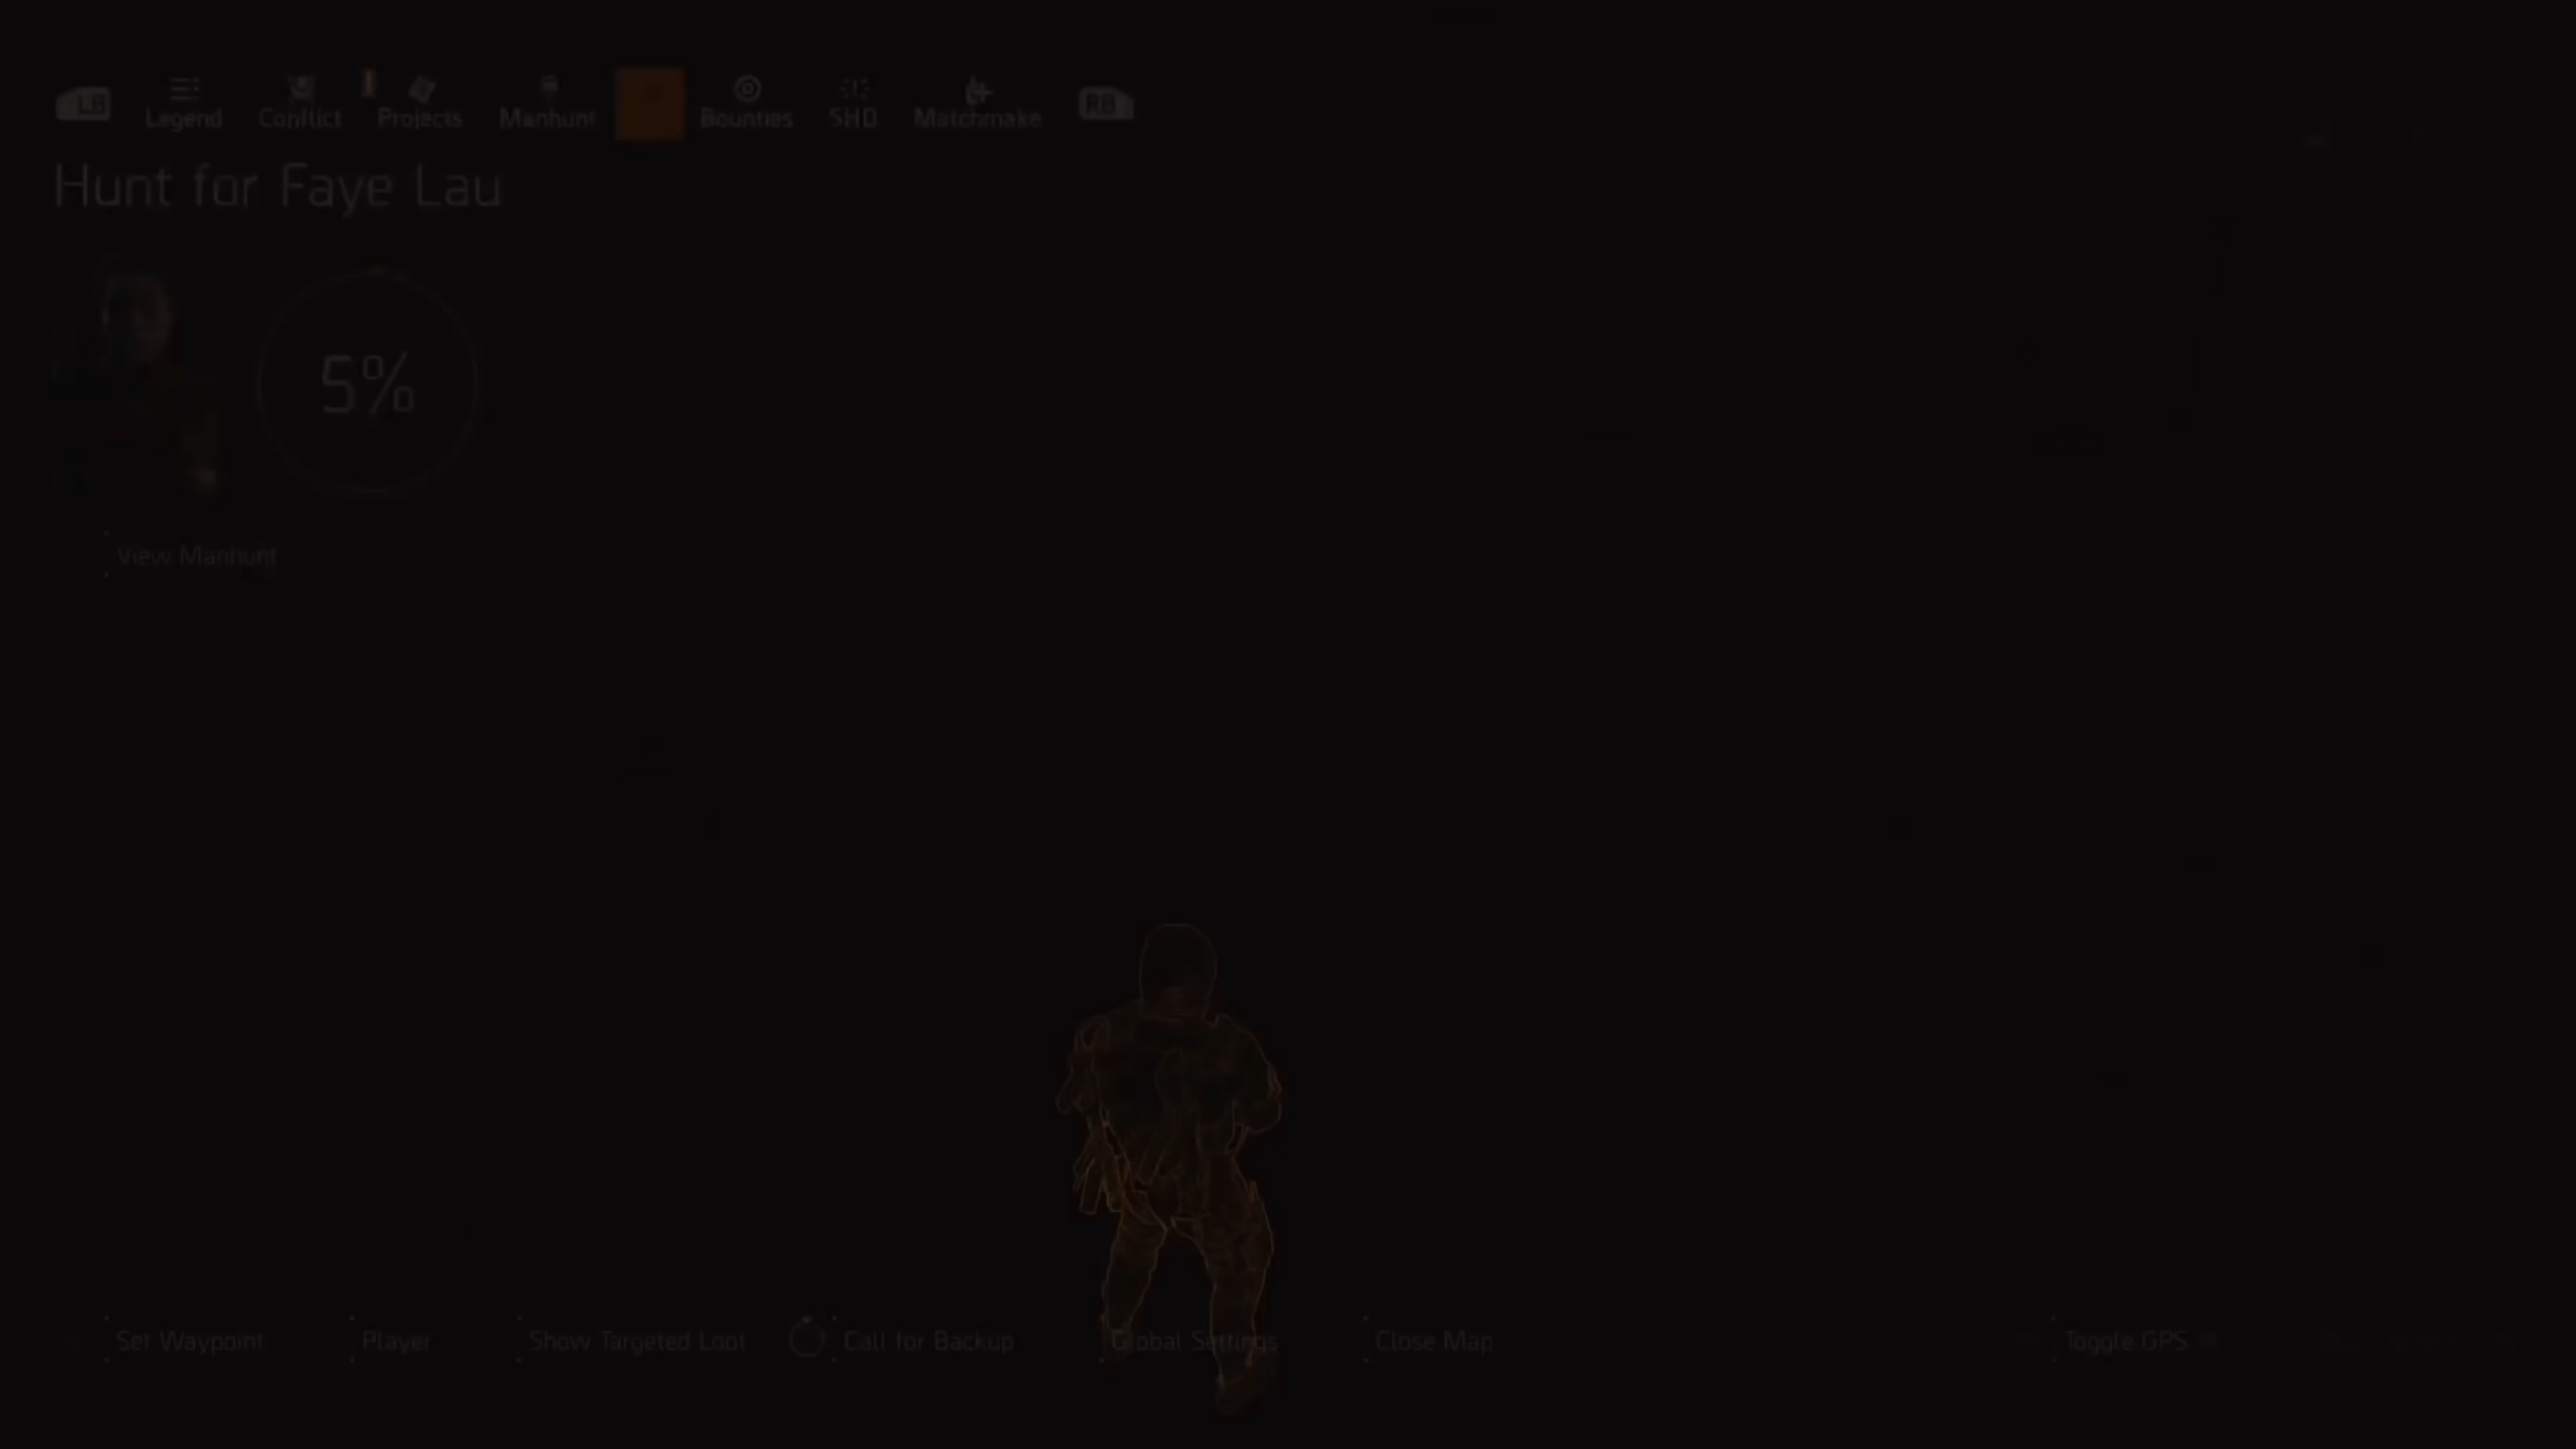 LB Legend Conflict Projects Manhunt Bounties SHD Matchmake RB
Hunt for Faye Lau
5%
View Manhunt
Set Waypoint Player Show Targeted Loot Call for Backup Global Settings Close Map Toggle GPS